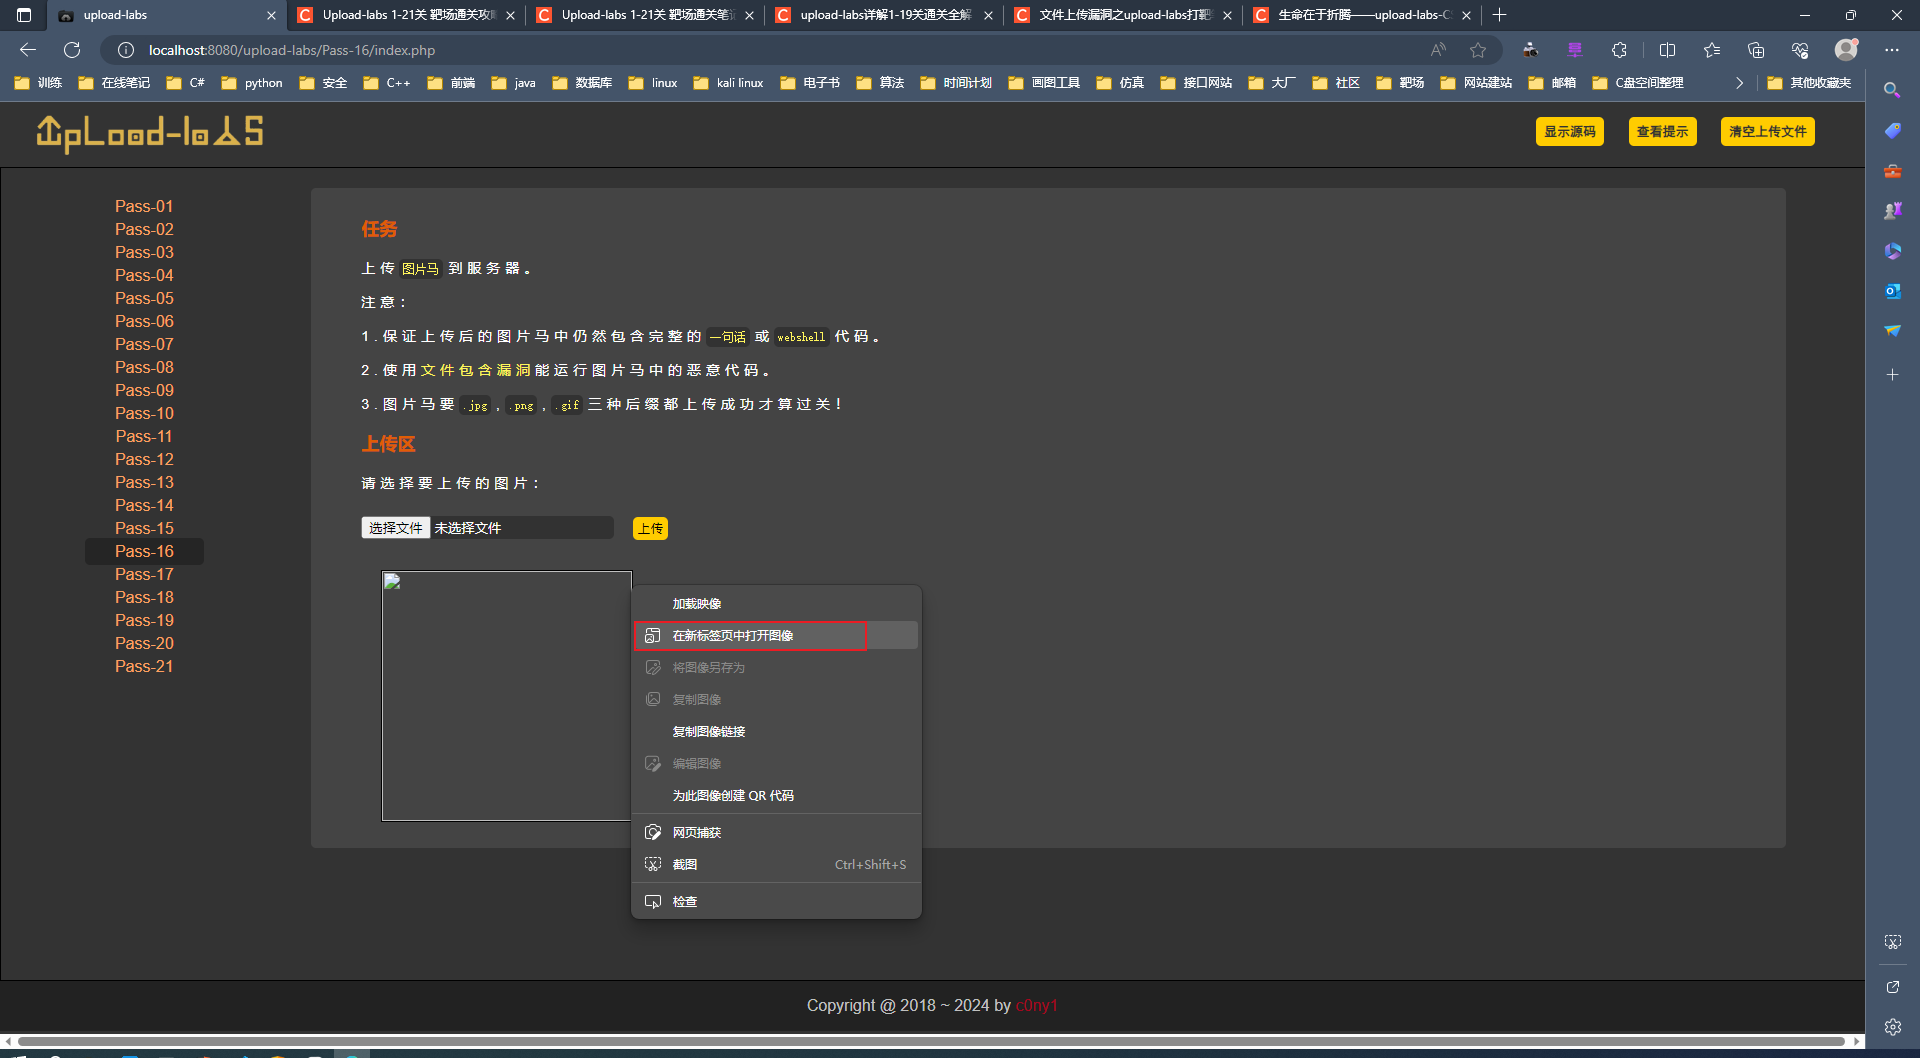 upload-labs
Upload-labs 1-21关 靶场通关攻略
Upload-labs 1-21关 靶场通关笔记
upload-labs详解1-19关通关全解
文件上传漏洞之upload-labs打靶
生命在于折腾——upload-labs-C
localhost:8080/upload-labs/Pass-16/index.php
训练 在线笔记 C# python 安全 C++ 前端 java 数据库 linux kali linux 电子书 算法 时间计划 画图工具 仿真 接口网站 大厂 社区 靶场 网站建站 邮箱 C盘空间整理 其他收藏夹
UpLoad-labS
显示源码 查看提示 清空上传文件
Pass-01
Pass-02
Pass-03
Pass-04
Pass-05
Pass-06
Pass-07
Pass-08
Pass-09
Pass-10
Pass-11
Pass-12
Pass-13
Pass-14
Pass-15
Pass-16
Pass-17
Pass-18
Pass-19
Pass-20
Pass-21
任务
上传图片马到服务器。
注意：
1.保证上传后的图片马中仍然包含完整的一句话或webshell代码。
2.使用文件包含漏洞能运行图片马中的恶意代码。
3.图片马要.jpg,.png,.gif三种后缀都上传成功才算过关！
上传区
请选择要上传的图片：
选择文件 未选择文件 上传
加载映像
在新标签页中打开图像
将图像另存为
复制图像
复制图像链接
编辑图像
为此图像创建 QR 代码
网页捕获
截图 Ctrl+Shift+S
检查
Copyright @ 2018 ~ 2024 by c0ny1